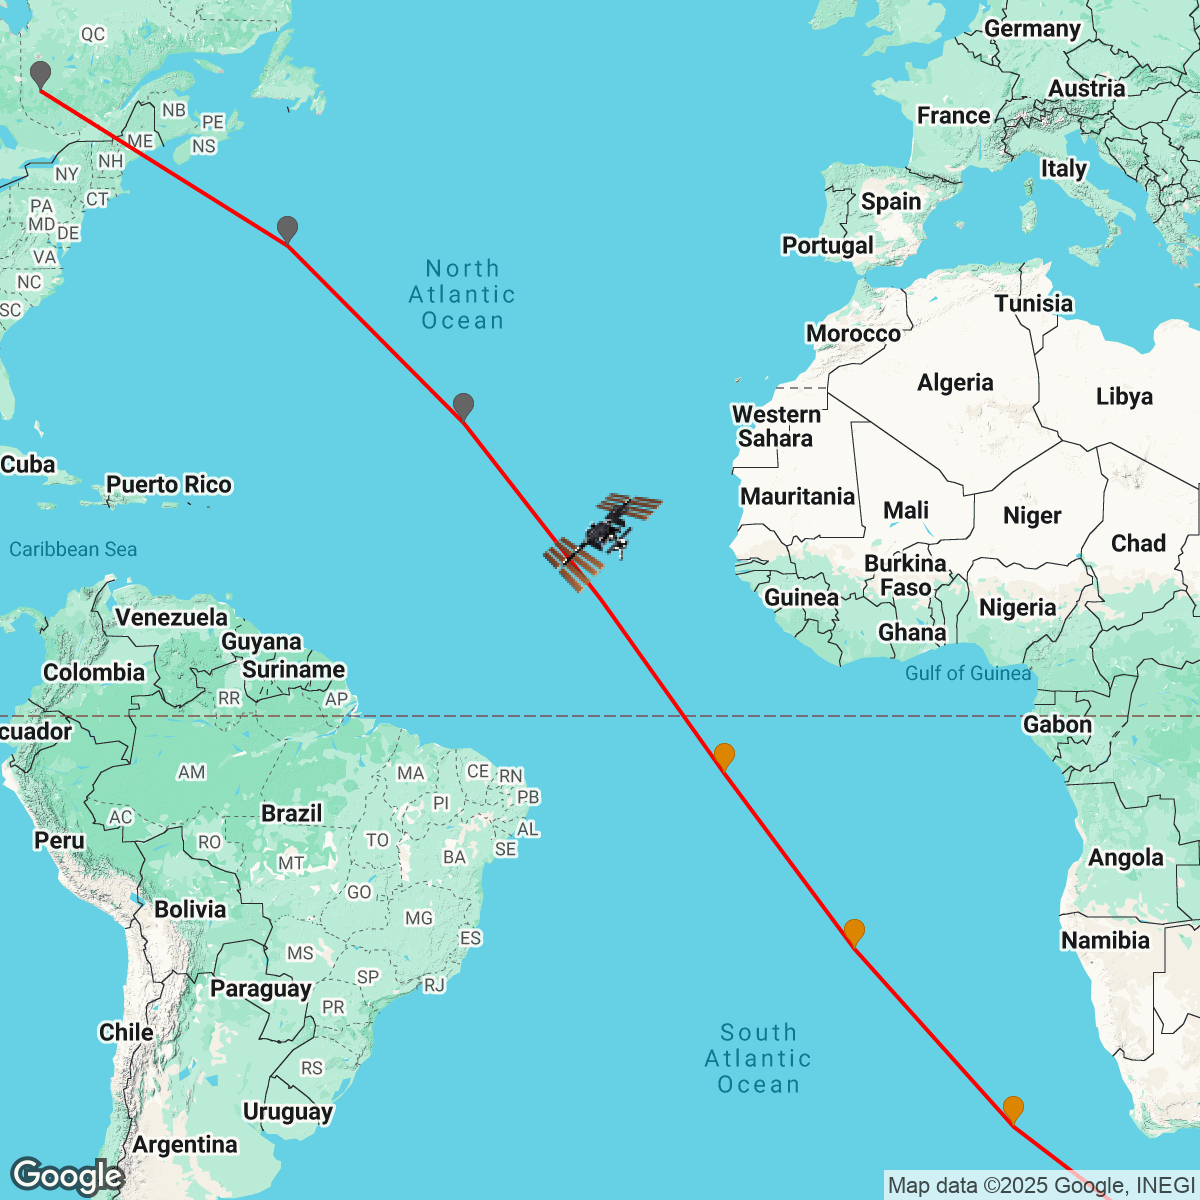 QC
Germany
Austria
France
NB
PE
ME
NS
NH
Italy
NY
CT
Spain
PA
MD
DE
Portugal
VA
North
Atlantic
Ocean
NC
SC
Tunisia
Morocco
Algeria
Libya
Western
Sahara
Cuba
Puerto Rico
Mauritania
Mali
Niger
Chad
Caribbean Sea
Burkina
Faso
Guinea
Nigeria
Venezuela
Guyana
Ghana
Colombia
Suriname
Gulf of Guinea
RR
AP
cuador
Gabon
AM
MA
CE
RN
PI
PB
AC
Brazil
AL
Peru
RO
TO
SE
MT
BA
Angola
GO
Bolivia
MG
ES
Namibia
MS
SP
RJ
Paraguay
PR
Chile
South
Atlantic
Ocean
RS
Uruguay
Argentina
Google
Map data ©2025 Google, INEGI